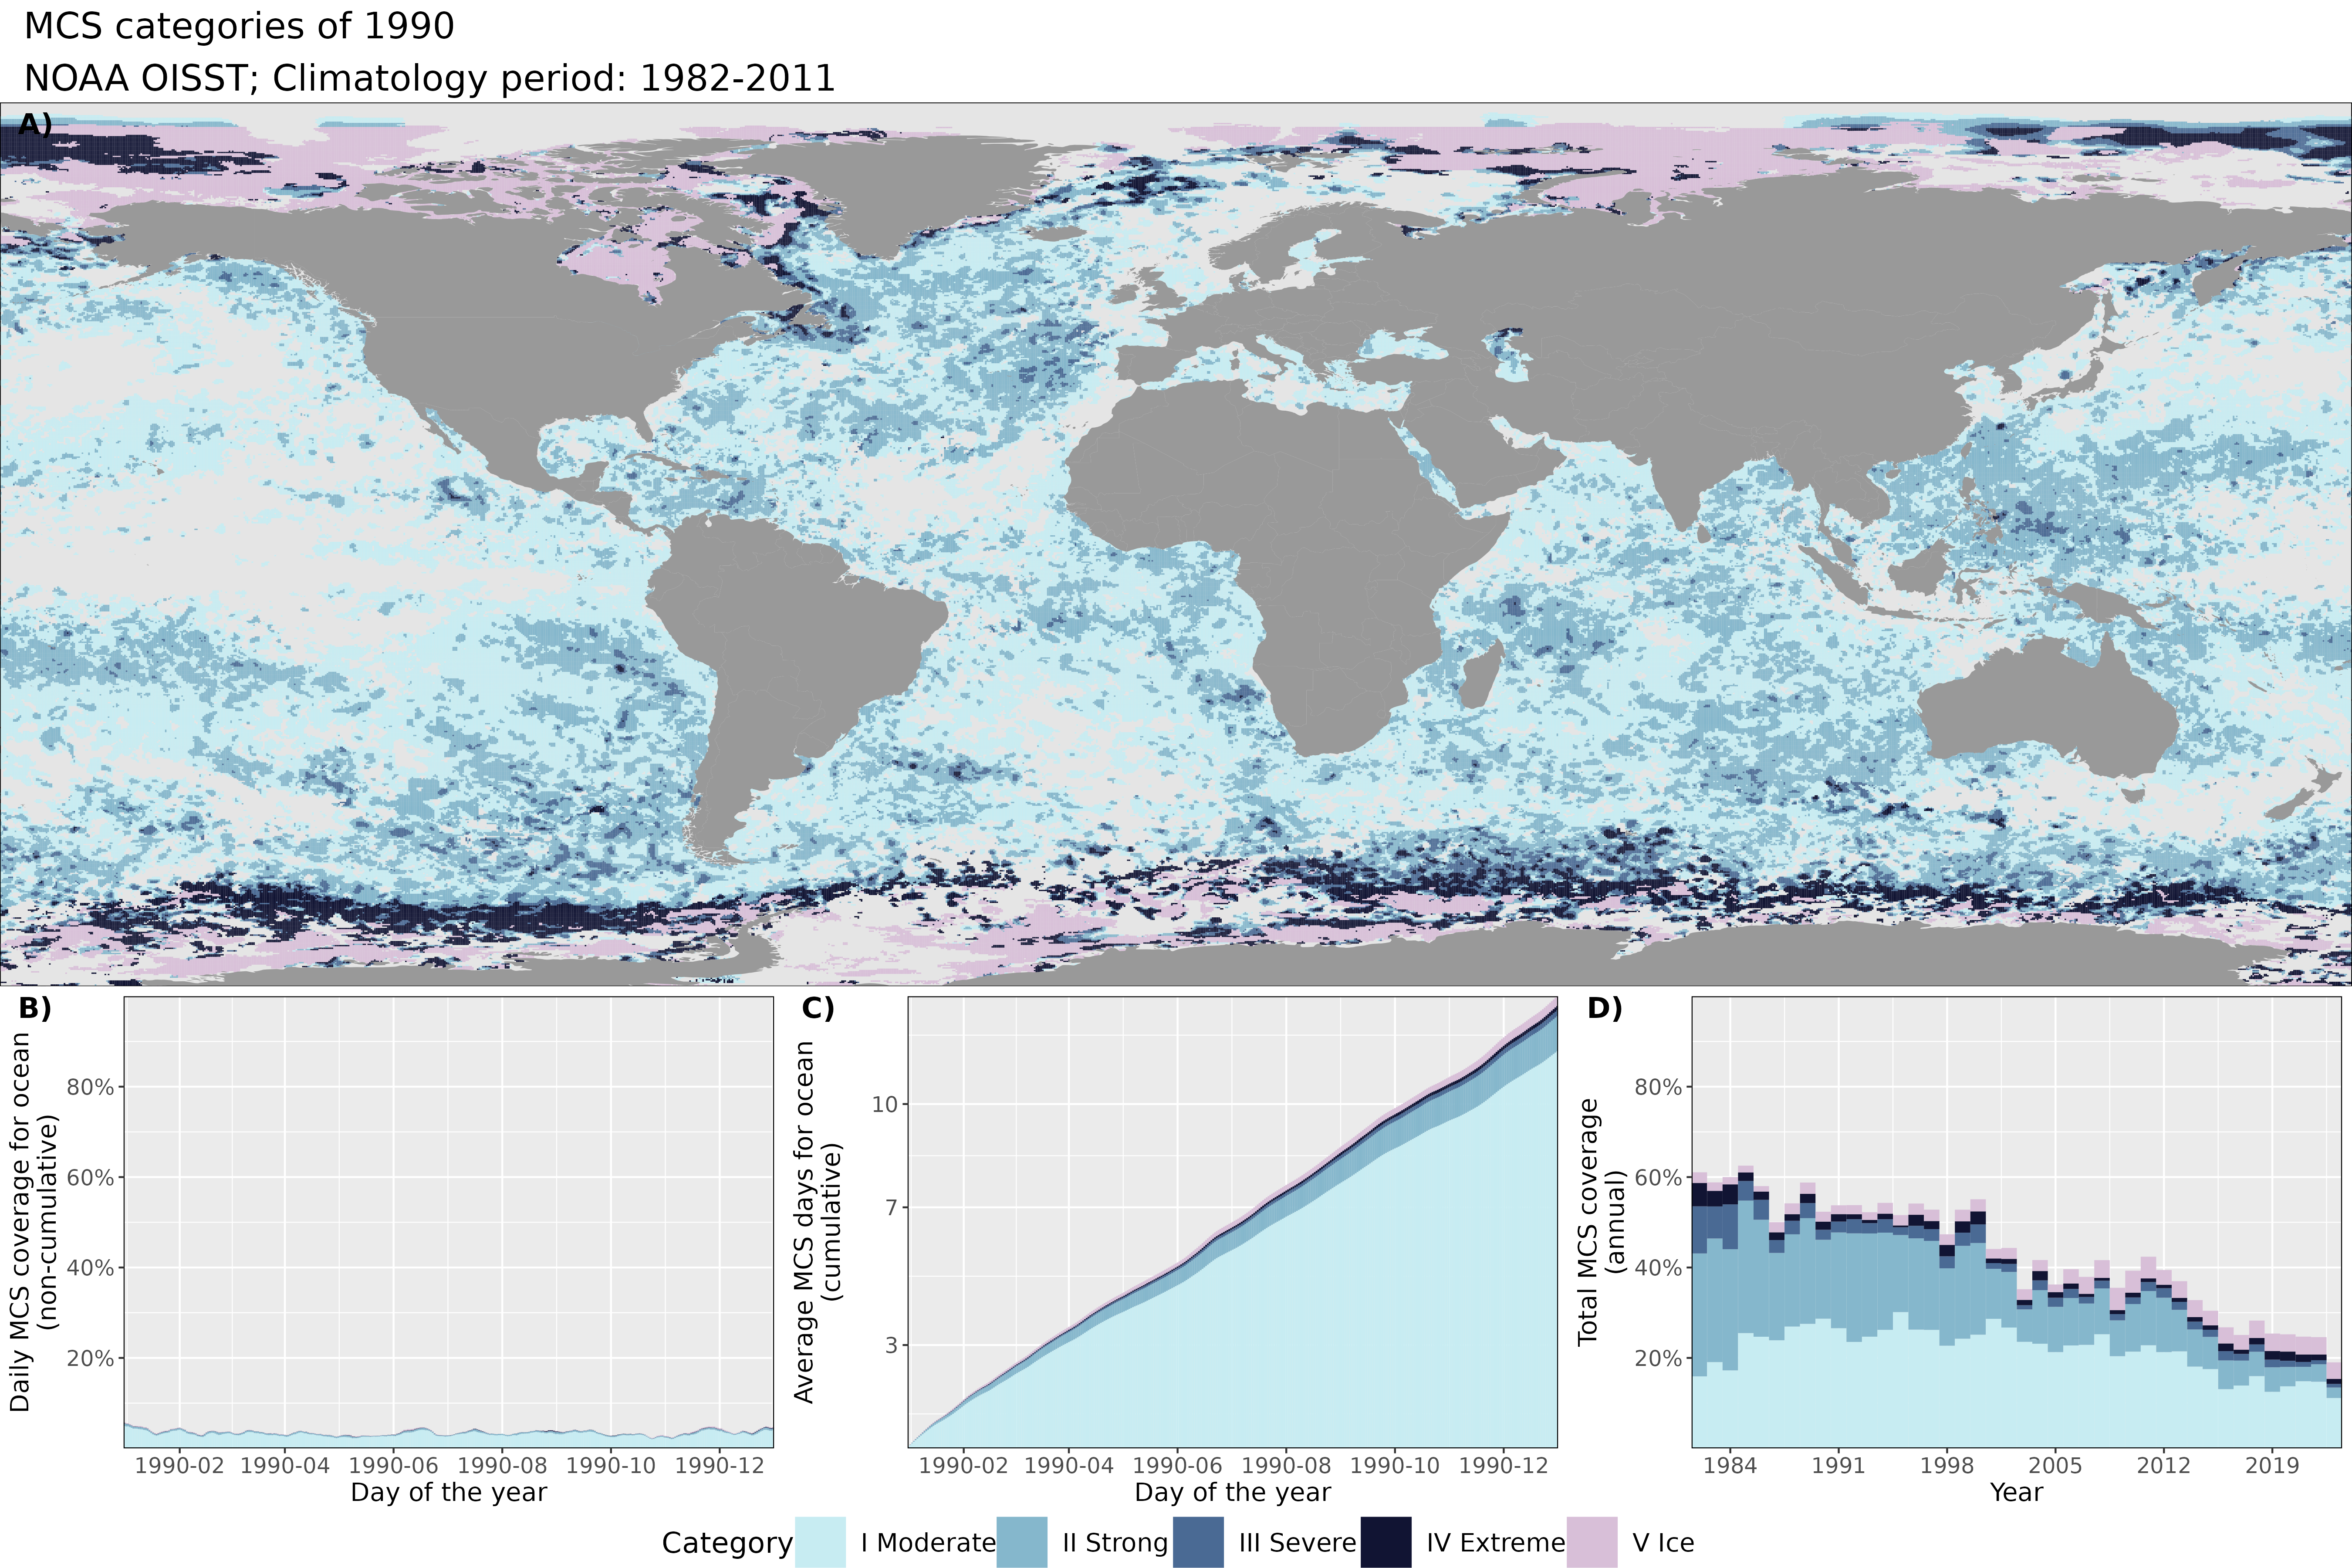 MCS categories of 1990
NOAA OISST; Climatology period: 1982-2011
A)
B)
Daily MCS coverage for ocean
(non-cumulative)
80%
60%
40%
20%
1990-02 1990-04 1990-06 1990-08 1990-10 1990-12
Day of the year
C)
Average MCS days for ocean
(cumulative)
10
7
3
1990-02 1990-04 1990-06 1990-08 1990-10 1990-12
Day of the year
D)
Total MCS coverage
(annual)
80%
60%
40%
20%
1984 1991 1998 2005 2012 2019
Year
Category I Moderate II Strong III Severe IV Extreme V Ice